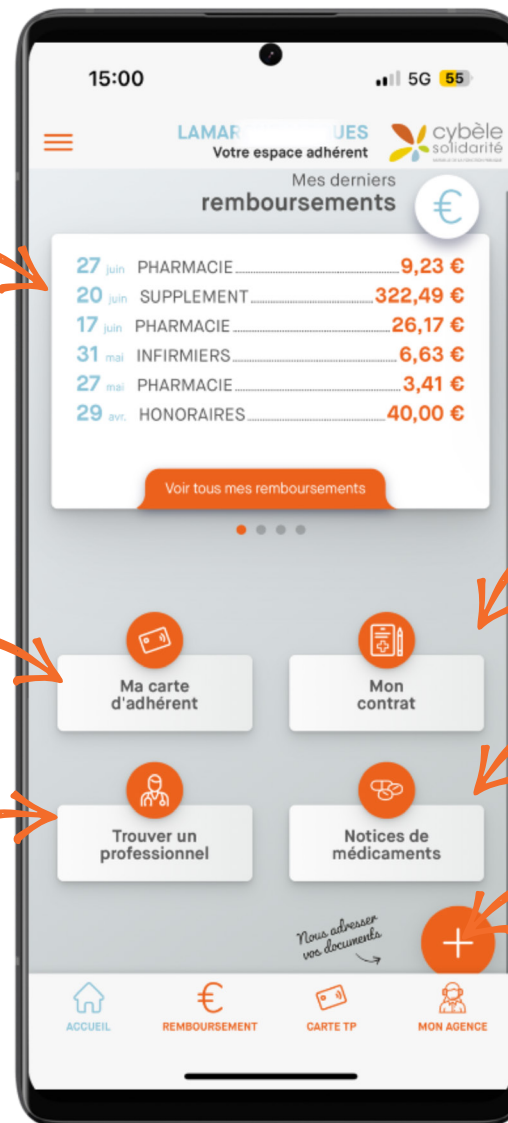 15:00
5G 55
LAMAR UES
Votre espace adhérent
cybèle
solidarité
Mes derniers
remboursements
€
27 juin PHARMACIE 9,23 €
20 juin SUPPLEMENT 322,49 €
17 juin PHARMACIE 26,17 €
31 mai INFIRMIERS 6,63 €
27 mai PHARMACIE 3,41 €
29 avr. HONORAIRES 40,00 €
Voir tous mes remboursements
Ma carte
d'adhérent
Mon
contrat
Trouver un
professionnel
Notices de
médicaments
Nous adresser
vos documents
+
€
ACCUEIL REMBOURSEMENT CARTE TP MON AGENCE